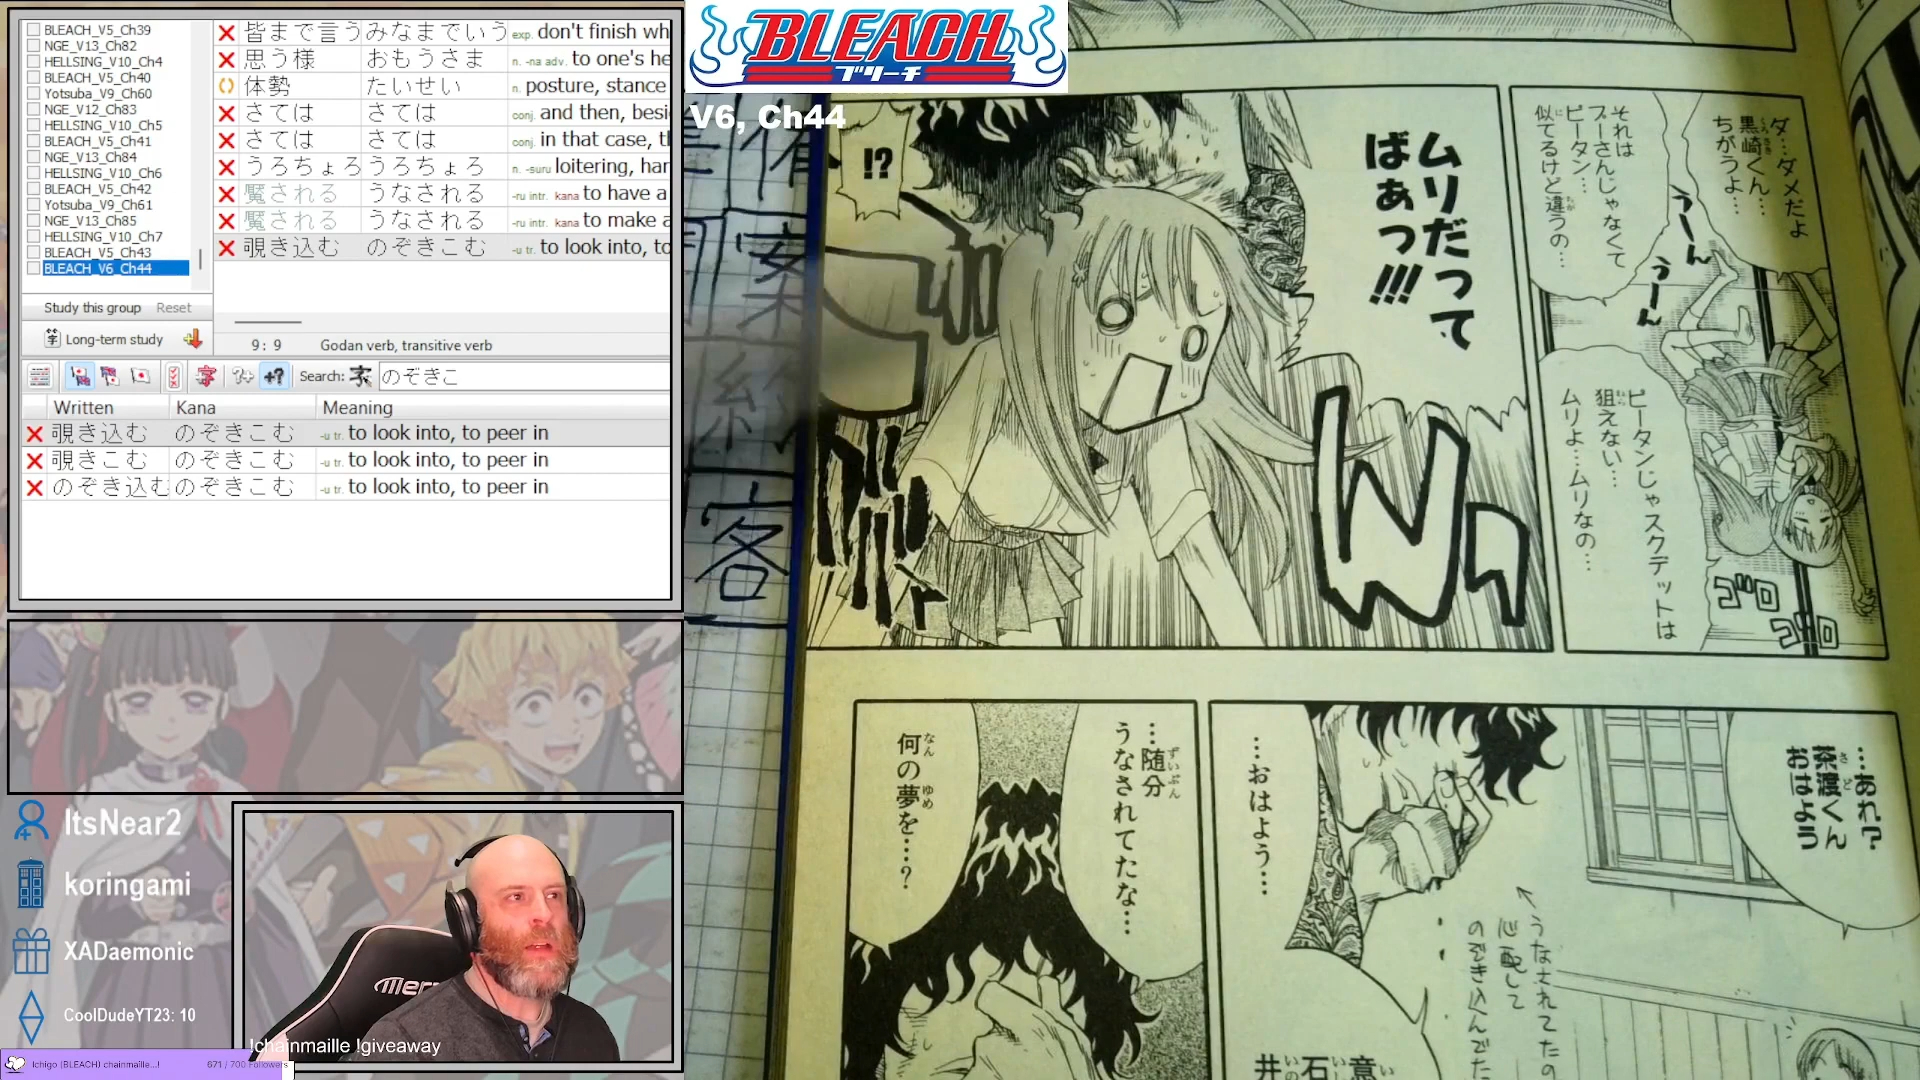 BLEACH_V5_Ch39
NGE_V13_Ch82
HELLSING_V10_Ch4
BLEACH_V5_Ch40
Yotsuba_V9_Ch60
NGE_V12_Ch83
HELLSING_V10_Ch5
BLEACH_V5_Ch41
NGE_V13_Ch84
HELLSING_V10_Ch6
BLEACH_V5_Ch42
Yotsuba_V9_Ch61
NGE_V13_Ch85
HELLSING_V10_Ch7
BLEACH_V5_Ch43
BLEACH_V6_Ch44
Study this group Reset
Long-term study
皆まで言う みなまでいう exp. don't finish wh
思う様 おもうさま n. -na adv. to one's he
体勢 たいせい n. posture, stance
さては さては conj. and then, besi
さては さては conj. in that case, th
うろちょろ うろちょろ n. -suru loitering, har
魘される うなされる -ru intr. kana to have a
魘される うなされる -ru intr. kana to make a
覗き込む のぞきこむ -u tr. to look into, to
9: 9 Godan verb, transitive verb
Search: のぞきこ
Written Kana Meaning
覗き込む のぞきこむ -u tr. to look into, to peer in
覗きこむ のぞきこむ -u tr. to look into, to peer in
のぞき込む のぞきこむ -u tr. to look into, to peer in
BLEACH
ブリーチ
V6, Ch44
案
客
ダ…ダメだよ
黒崎くん…
ちがうよ…
それは
プーさんじゃなくて
ピータン…
似てるけど違うの…
うーん
うーん
ピータンじゃスクデットは
狙えない…
ムリよ…ムリなの…
ゴロ
ゴロ
ムリだって
ばぁっ!!!
!?
…あれ?
茶渡くん
おはよう
…おはよう…
うなされてたの
心配して
のぞき込んでた
…随分
うなされてたな…
何の夢を…?
井石意
ItsNear2
koringami
XADaemonic
CoolDudeYT23: 10
!chainmaille !giveaway
Ichigo (BLEACH) chainmaille...! 671 / 700 Followers